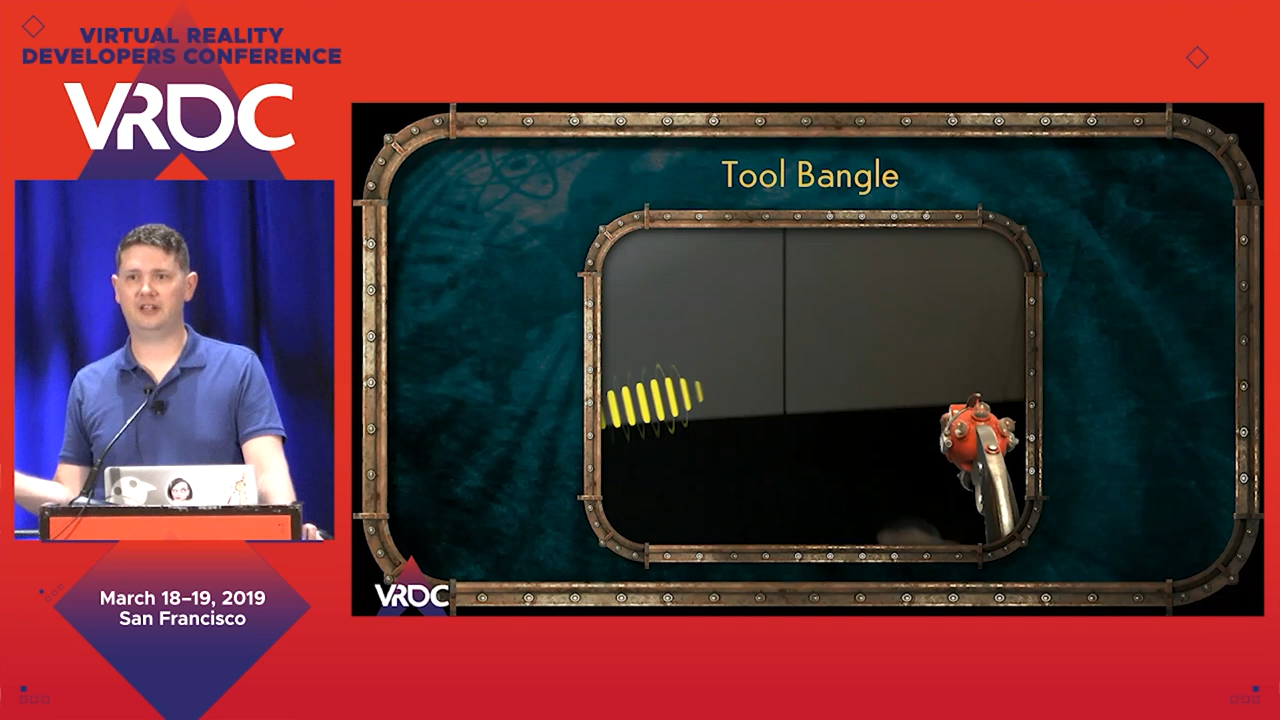 VIRTUAL REALITY
DEVELOPERS CONFERENCE
VRDC
Tool Bangle
VRDC
March 18–19, 2019
San Francisco